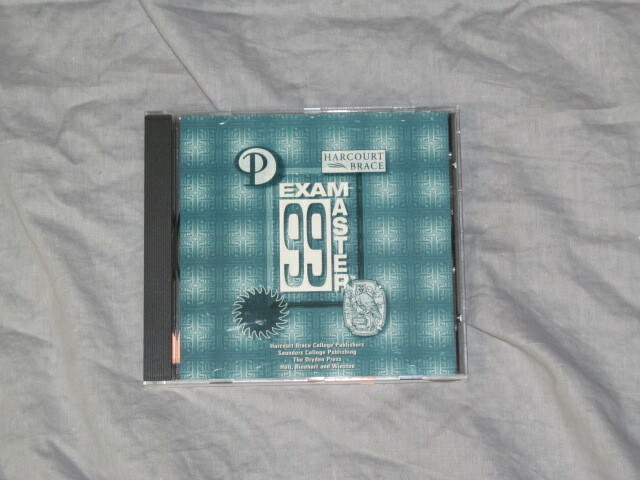 P
HARCOURT
BRACE
EXAM
MASTER
99
Harcourt Brace College Publishers
Saunders College Publishing
The Dryden Press
Holt, Rinehart and Winston